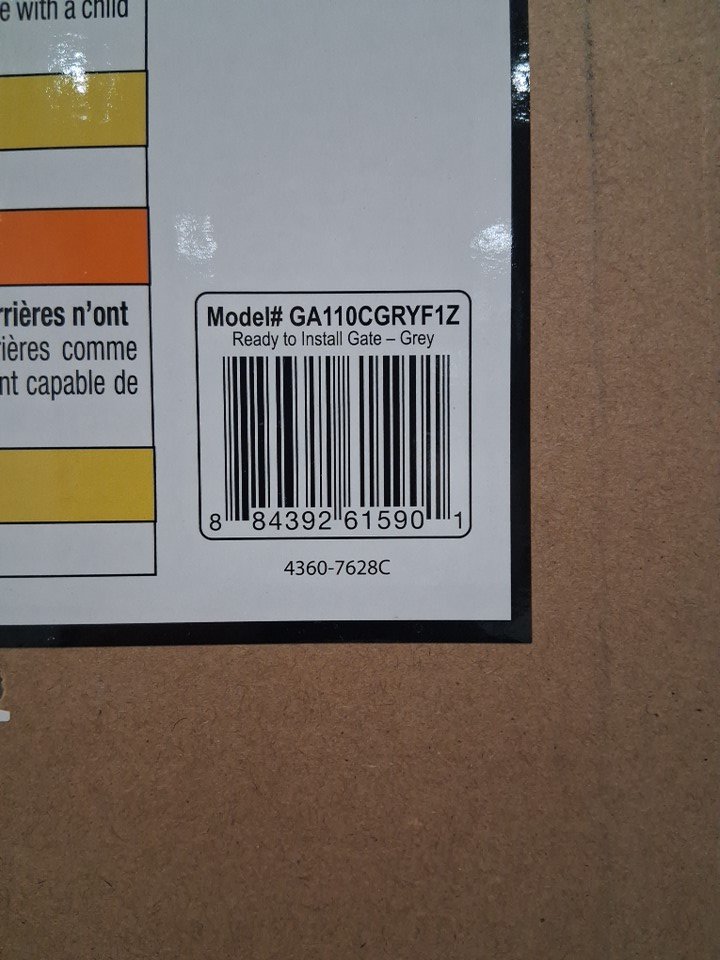 e with a child
rrières n'ont
ières comme
nt capable de
Model# GA110CGRYF1Z
Ready to Install Gate – Grey
8 84392 61590 1
4360-7628C